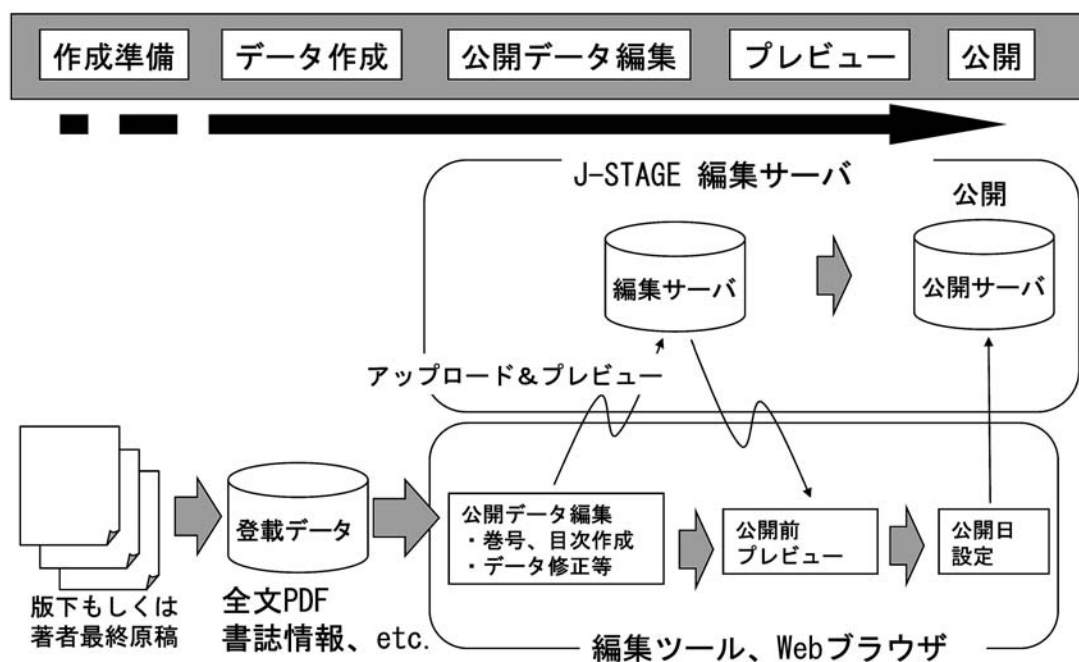 作成準備
データ作成
公開データ編集
プレビュー
公開
J-STAGE 編集サーバ
公開
編集サーバ
公開サーバ
アップロード&プレビュー
登載データ
公開データ編集
・巻号、目次作成
・データ修正等
公開前
プレビュー
公開日
設定
版下もしくは
著者最終原稿
全文PDF
書誌情報、etc.
編集ツール、Webブラウザ